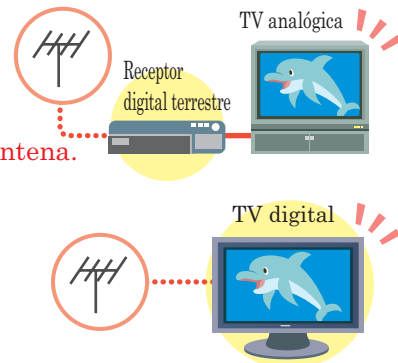 TV analógica
Receptor
digital terrestre
ntena.
TV digital